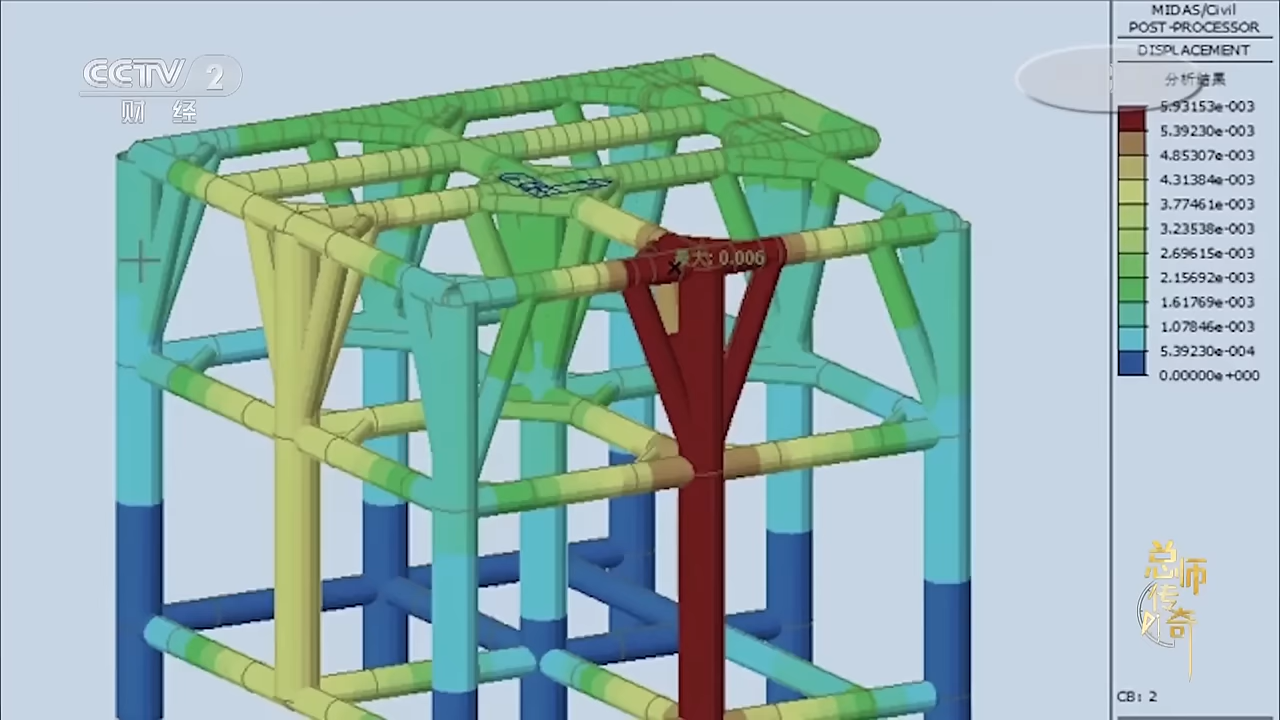 MIDAS/Civil
POST-PROCESSOR
DISPLACEMENT
分析结果
5.93153e-003
5.39230e-003
4.85307e-003
4.31384e-003
3.77461e-003
3.23538e-003
2.69615e-003
2.15692e-003
1.61769e-003
1.07846e-003
5.39230e-004
0.00000e+000
CCTV 2
财经
最大: 0.006
总师传奇
CB: 2